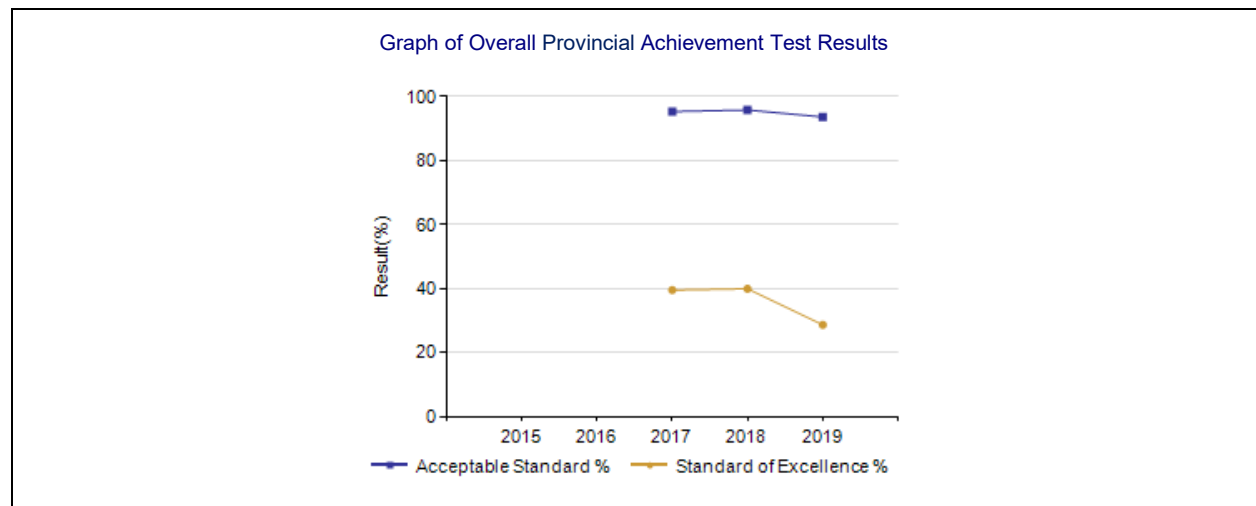 Graph of Overall Provincial Achievement Test Results
100
80
60
40
20
0
Result(%)
2015 2016 2017 2018 2019
Acceptable Standard % Standard of Excellence %